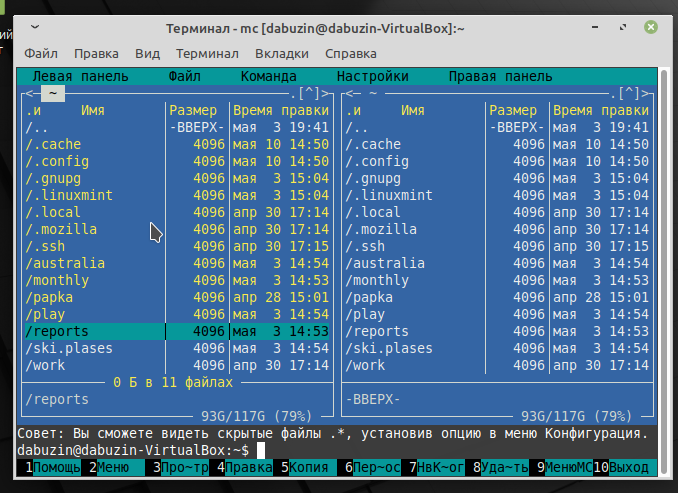 Терминал - mc [dabuzin@dabuzin-VirtualBox]:~
Файл Правка Вид Терминал Вкладки Справка
Левая панель Файл Команда Настройки Правая панель
<─ ~ ─.[^]>
.и Имя Размер Время правки
/.. -ВВЕРХ- мая 3 19:41
/.cache 4096 мая 10 14:50
/.config 4096 мая 10 14:50
/.gnupg 4096 мая 3 15:04
/.linuxmint 4096 мая 3 15:04
/.local 4096 апр 30 17:14
/.mozilla 4096 апр 30 17:14
/.ssh 4096 апр 30 17:15
/australia 4096 мая 3 14:54
/monthly 4096 мая 3 14:53
/papka 4096 апр 28 15:01
/play 4096 мая 3 14:54
/reports 4096 мая 3 14:53
/ski.plases 4096 мая 3 14:54
/work 4096 апр 30 17:14
0 Б в 11 файлах
/reports
93G/117G (79%)
<─ ~ ─.[^]>
.и Имя Размер Время правки
/.. -ВВЕРХ- мая 3 19:41
/.cache 4096 мая 10 14:50
/.config 4096 мая 10 14:50
/.gnupg 4096 мая 3 15:04
/.linuxmint 4096 мая 3 15:04
/.local 4096 апр 30 17:14
/.mozilla 4096 апр 30 17:14
/.ssh 4096 апр 30 17:15
/australia 4096 мая 3 14:54
/monthly 4096 мая 3 14:53
/papka 4096 апр 28 15:01
/play 4096 мая 3 14:54
/reports 4096 мая 3 14:53
/ski.plases 4096 мая 3 14:54
/work 4096 апр 30 17:14
-ВВЕРХ-
93G/117G (79%)
Совет: Вы сможете видеть скрытые файлы .*, установив опцию в меню Конфигурация.
dabuzin@dabuzin-VirtualBox:~$
1Помощь 2Меню 3Про~тр 4Правка 5Копия 6Пер~ос 7НвК~ог 8Уда~ть 9МенюМС 10Выход